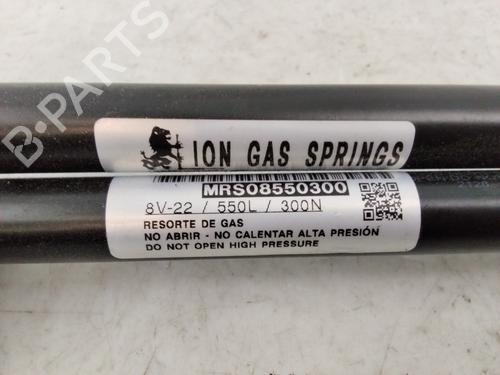 B-PARTS
ION GAS SPRINGS
MRS08550300
8V-22 / 550L / 300N
RESORTE DE GAS
NO ABRIR - NO CALENTAR ALTA PRESIÓN
DO NOT OPEN HIGH PRESSURE